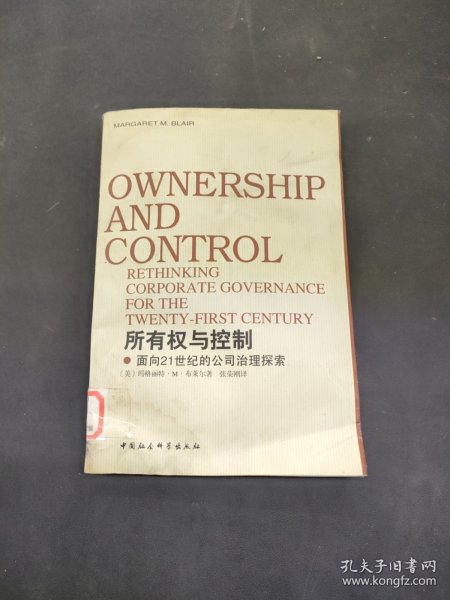 MARGARET M. BLAIR
OWNERSHIP
AND
CONTROL
RETHINKING
CORPORATE GOVERNANCE
FOR THE
TWENTY-FIRST CENTURY
所有权与控制
● 面向21世纪的公司治理探索
〔美〕玛格丽特·M·布莱尔著 张荣刚译
中国社会科学出版社
孔夫子旧书网
www.kongfz.com